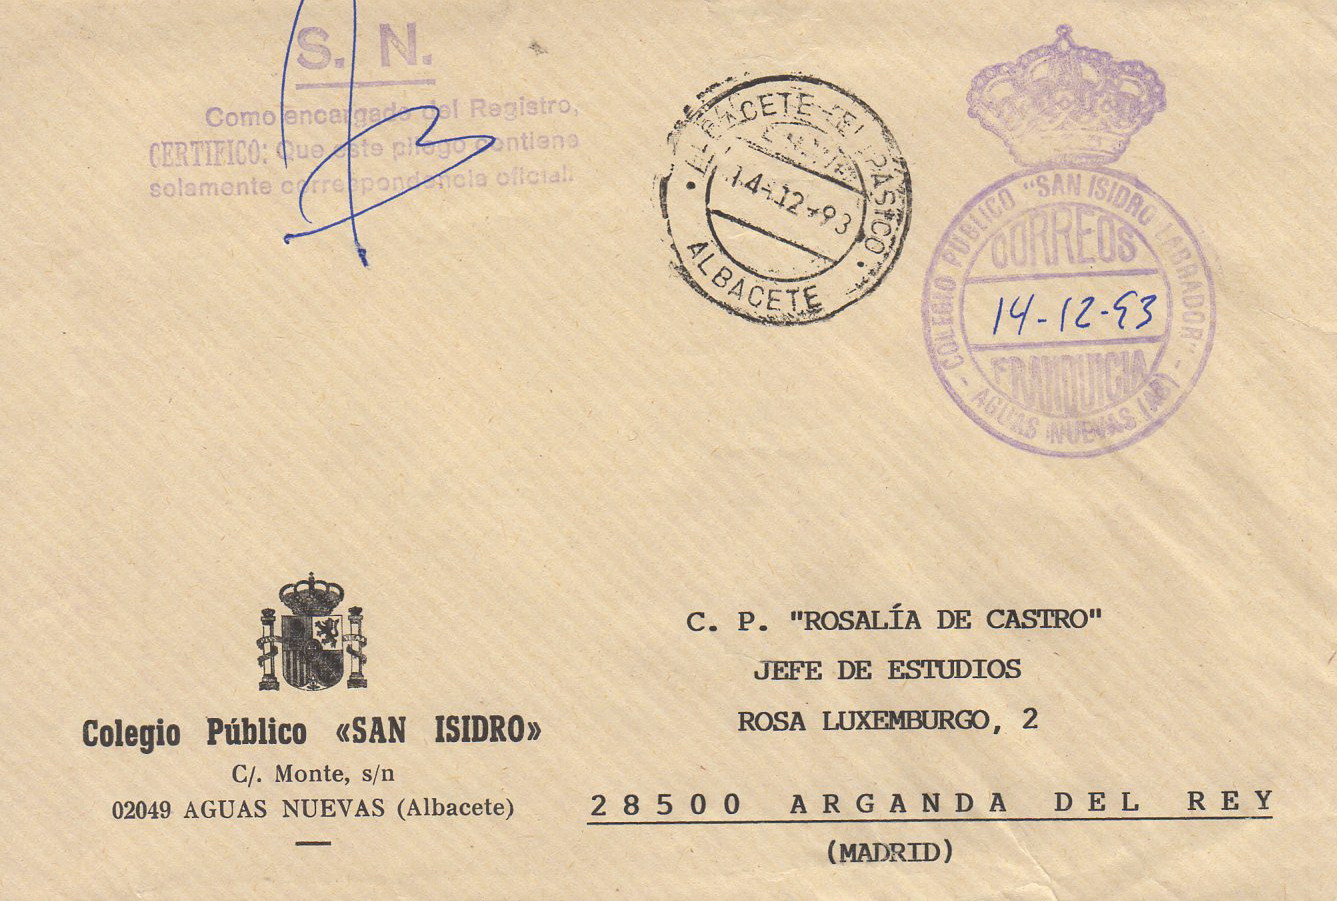 S. N.
Como encargado del Registro,
CERTIFICO: Que este pliego contiene
solamente correspondencia oficial.
ALBACETE
14 12 93
ALBACETE
COLEGIO PÚBLICO "SAN ISIDRO LABRADOR" - AGUAS NUEVAS (AB) -
CORREOS
14-12-93
FRANQUICIA
Colegio Público «SAN ISIDRO»
C/. Monte, s/n
02049 AGUAS NUEVAS (Albacete)
C. P. "ROSALÍA DE CASTRO"
JEFE DE ESTUDIOS
ROSA LUXEMBURGO, 2
28500 ARGANDA DEL REY
(MADRID)